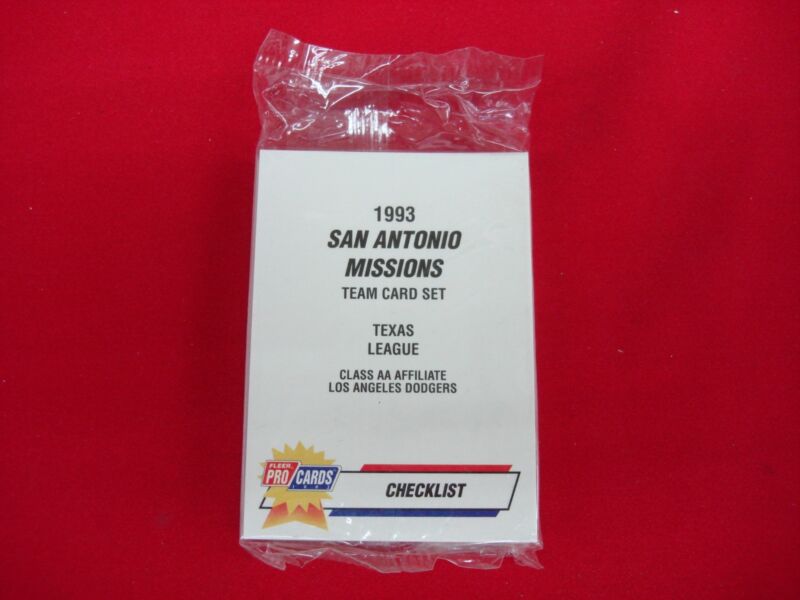 1993
SAN ANTONIO
MISSIONS
TEAM CARD SET
TEXAS
LEAGUE
CLASS AA AFFILIATE
LOS ANGELES DODGERS
FLEER
PRO CARDS
1993
CHECKLIST